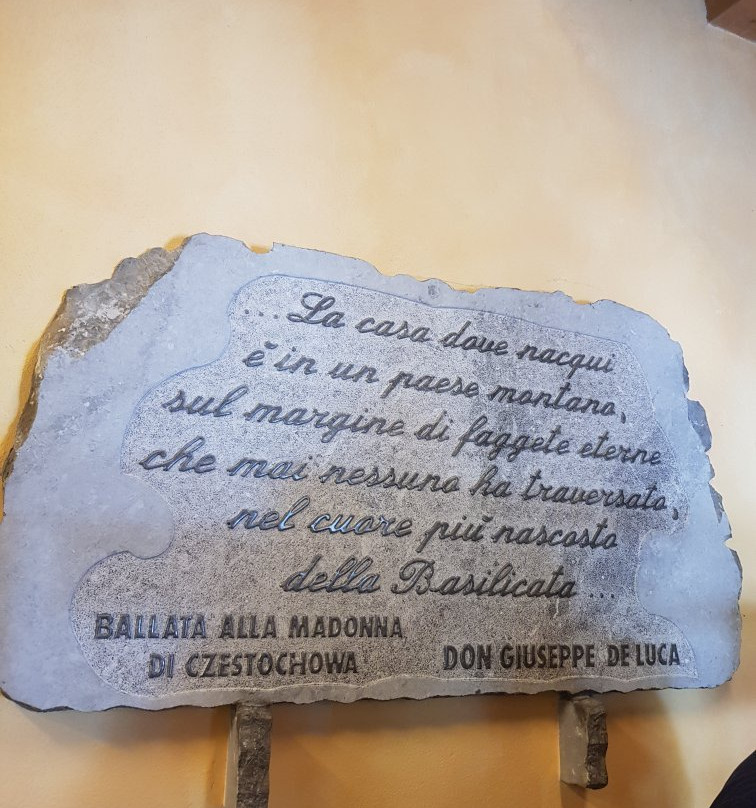 ...La casa dove nacqui
è in un paese montano,
sul margine di faggete eterne
che mai nessuno ha traversato,
nel cuore più nascosto
della Basilicata...
BALLATA ALLA MADONNA
DI CZESTOCHOWA
DON GIUSEPPE DE LUCA